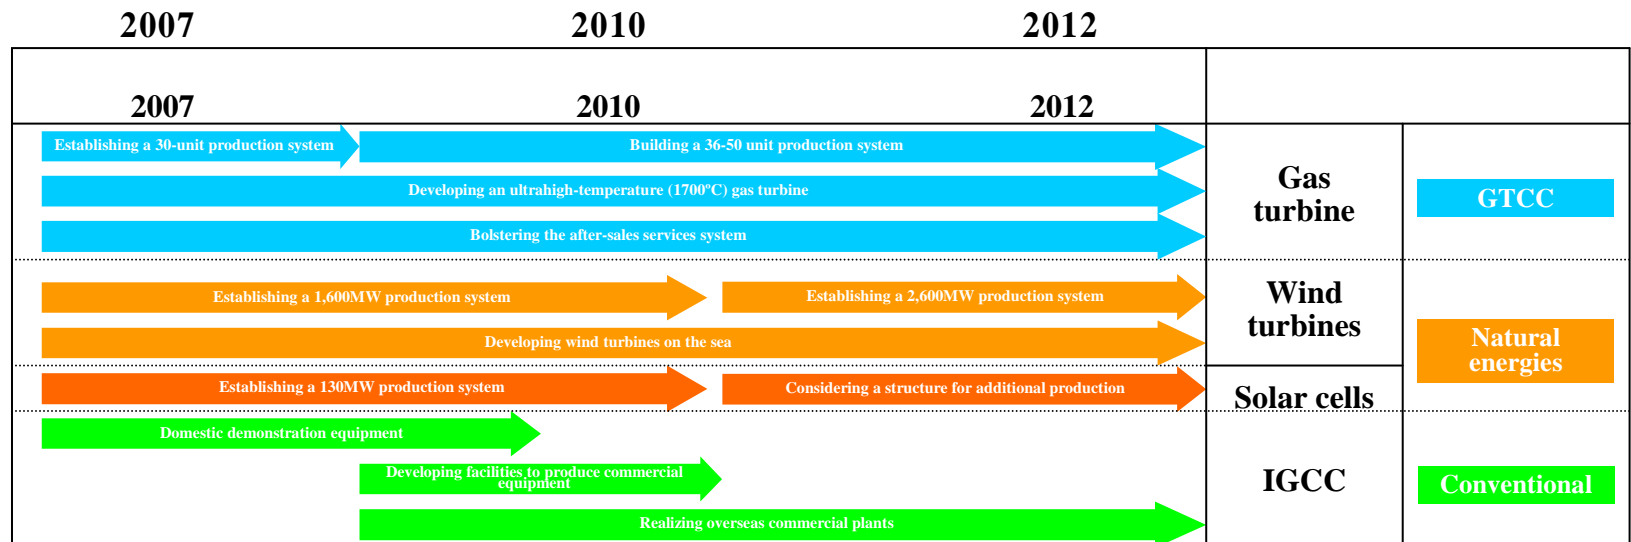 2007 2010 2012
2007 2010 2012
Establishing a 30-unit production system
Building a 36-50 unit production system
Developing an ultrahigh-temperature (1700ºC) gas turbine
Bolstering the after-sales services system
Gas
turbine
GTCC
Establishing a 1,600MW production system
Establishing a 2,600MW production system
Developing wind turbines on the sea
Wind
turbines
Natural
energies
Establishing a 130MW production system
Considering a structure for additional production
Solar cells
Domestic demonstration equipment
Developing facilities to produce commercial
equipment
Realizing overseas commercial plants
IGCC
Conventional